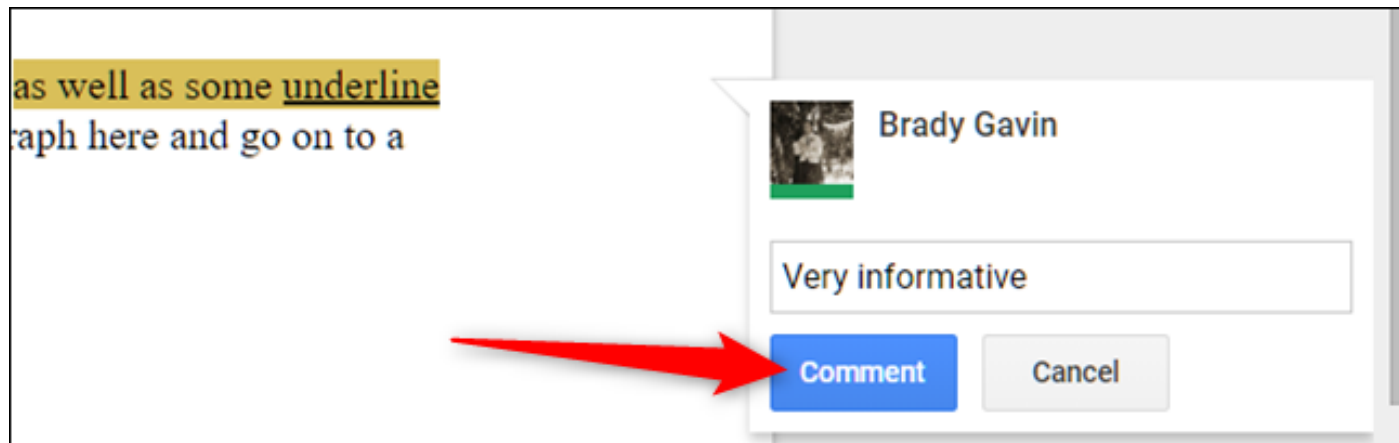 as well as some underline
raph here and go on to a
Brady Gavin
Very informative
Comment
Cancel